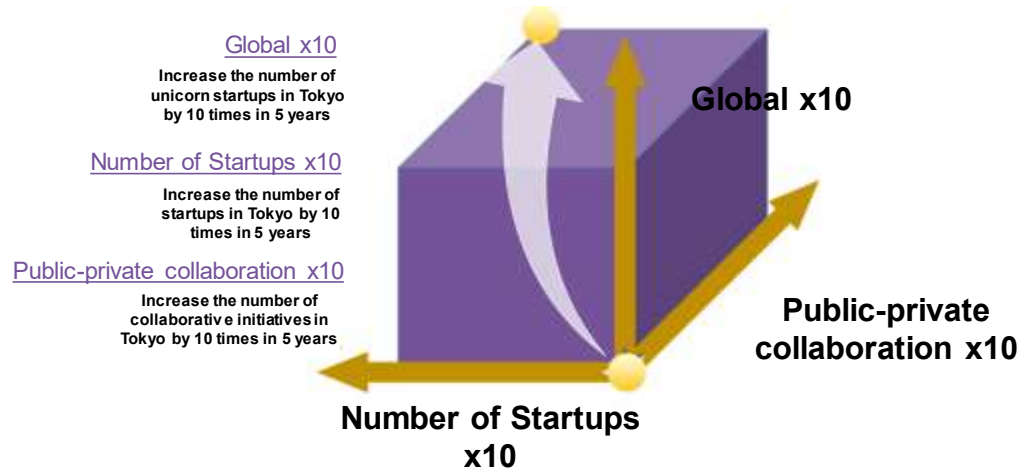 Global x10
Increase the number of
unicorn startups in Tokyo
by 10 times in 5 years
Number of Startups x10
Increase the number of
startups in Tokyo by 10
times in 5 years
Public-private collaboration x10
Increase the number of
collaborative initiatives in
Tokyo by 10 times in 5 years
Global x10
Public-private
collaboration x10
Number of Startups
x10